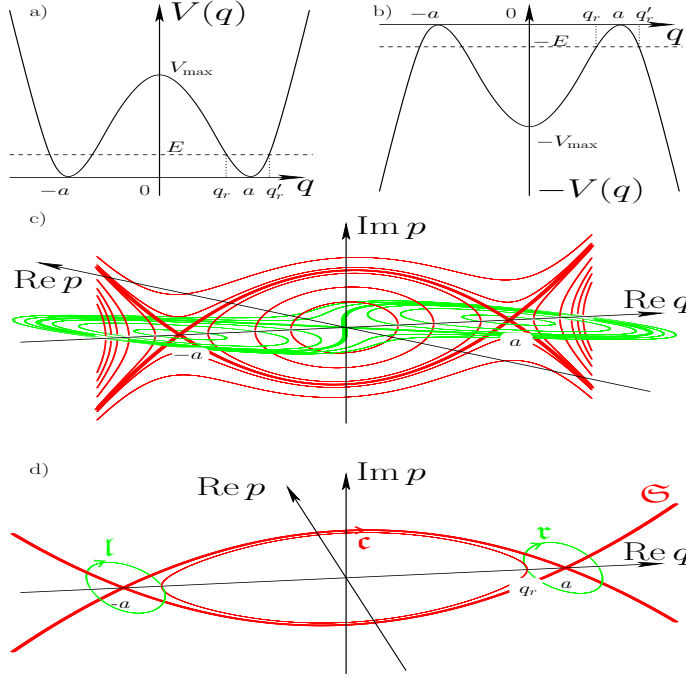 a)
V(q)
V_max
E
−a
0
q_r
a
q′_r
q
b)
−a
0
q_r
a
q′_r
q
−E
−V_max
−V(q)
c)
Im p
Re p
Re q
−a
a
d)
Im p
Re p
𝔖
𝔩
𝔠
𝔯
Re q
-a
q_r
a